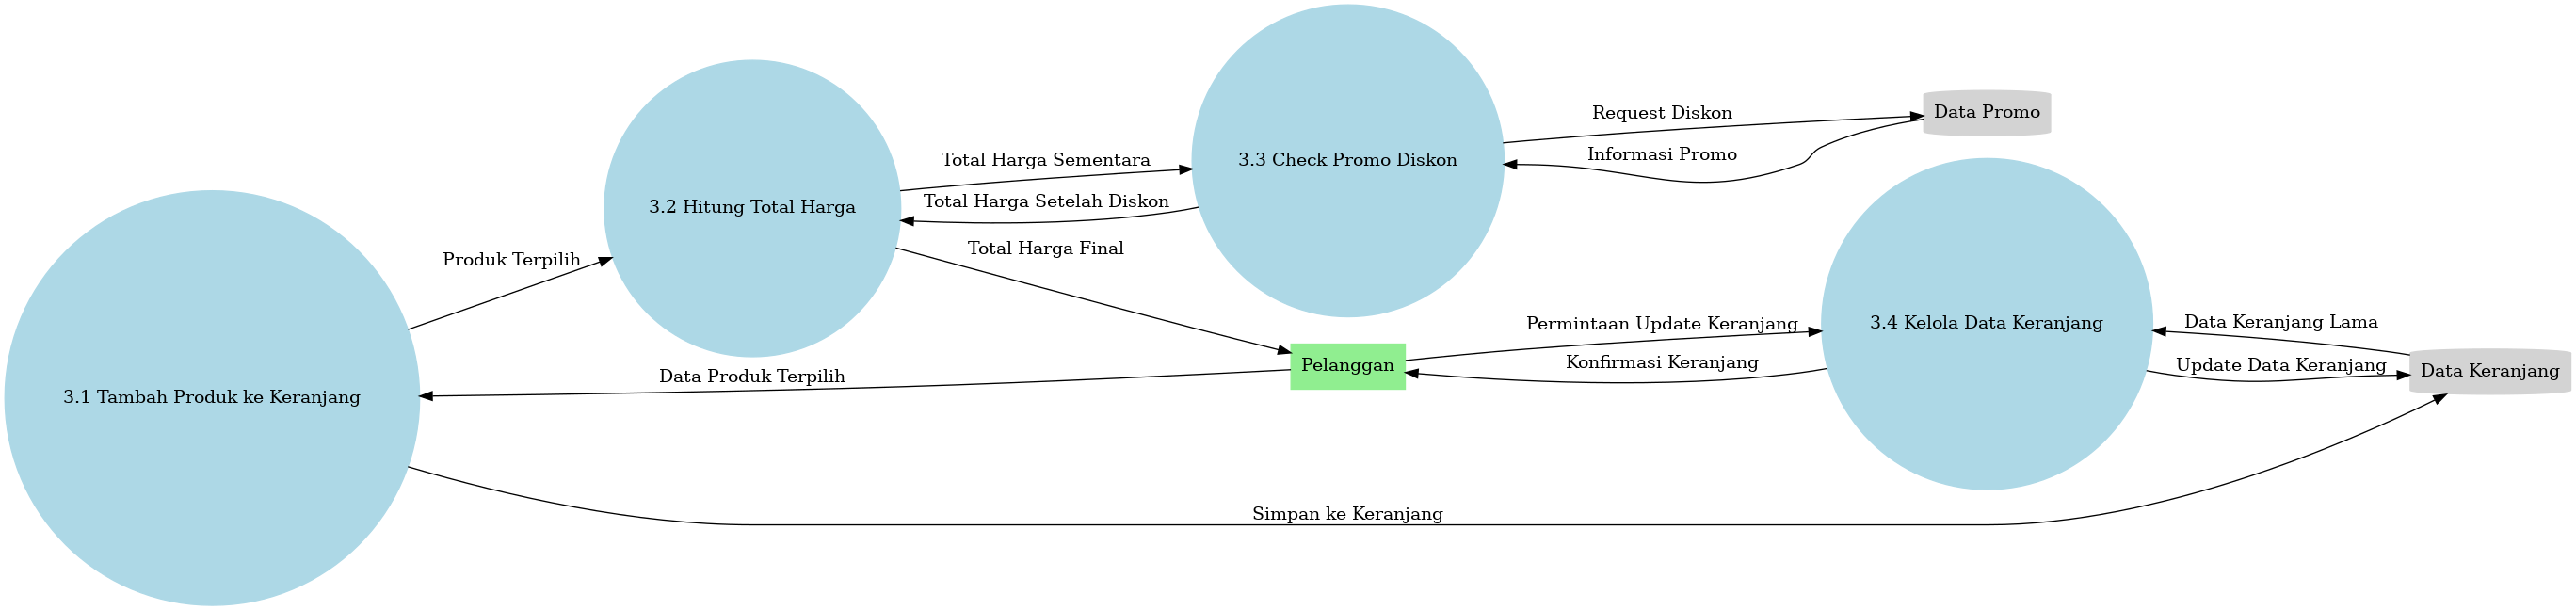 Request Diskon
Data Promo
Informasi Promo
3.3 Check Promo Diskon
Total Harga Sementara
Total Harga Setelah Diskon
3.2 Hitung Total Harga
Total Harga Final
Produk Terpilih
Permintaan Update Keranjang
3.4 Kelola Data Keranjang
Data Keranjang Lama
Konfirmasi Keranjang
Pelanggan
Update Data Keranjang
Data Keranjang
Data Produk Terpilih
3.1 Tambah Produk ke Keranjang
Simpan ke Keranjang